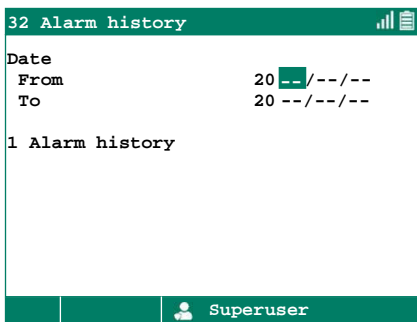 32 Alarm history
Date
From 20 --/--/--
To 20 --/--/--
1 Alarm history
Superuser